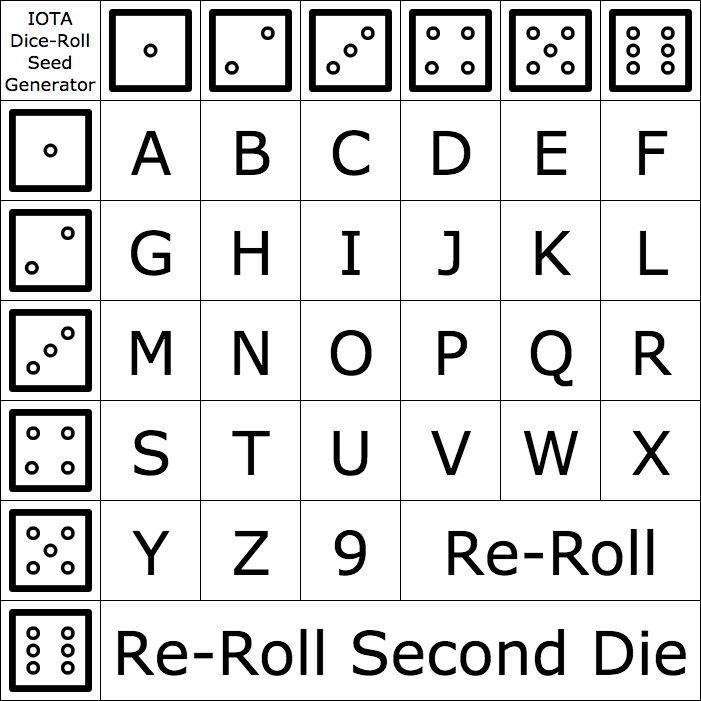 IOTA
Dice-Roll
Seed
Generator
A B C D E F
G H I J K L
M N O P Q R
S T U V W X
Y Z 9 Re-Roll
Re-Roll Second Die